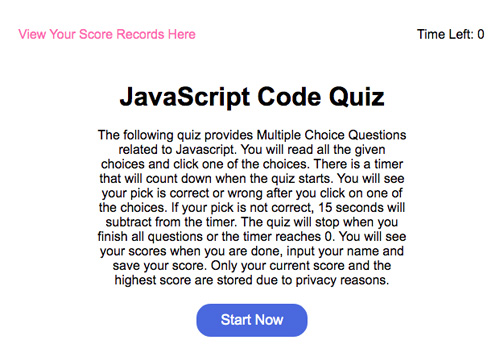 View Your Score Records Here
Time Left: 0
JavaScript Code Quiz
The following quiz provides Multiple Choice Questions
related to Javascript. You will read all the given
choices and click one of the choices. There is a timer
that will count down when the quiz starts. You will see
your pick is correct or wrong after you click on one of
the choices. If your pick is not correct, 15 seconds will
subtract from the timer. The quiz will stop when you
finish all questions or the timer reaches 0. You will see
your scores when you are done, input your name and
save your score. Only your current score and the
highest score are stored due to privacy reasons.
Start Now